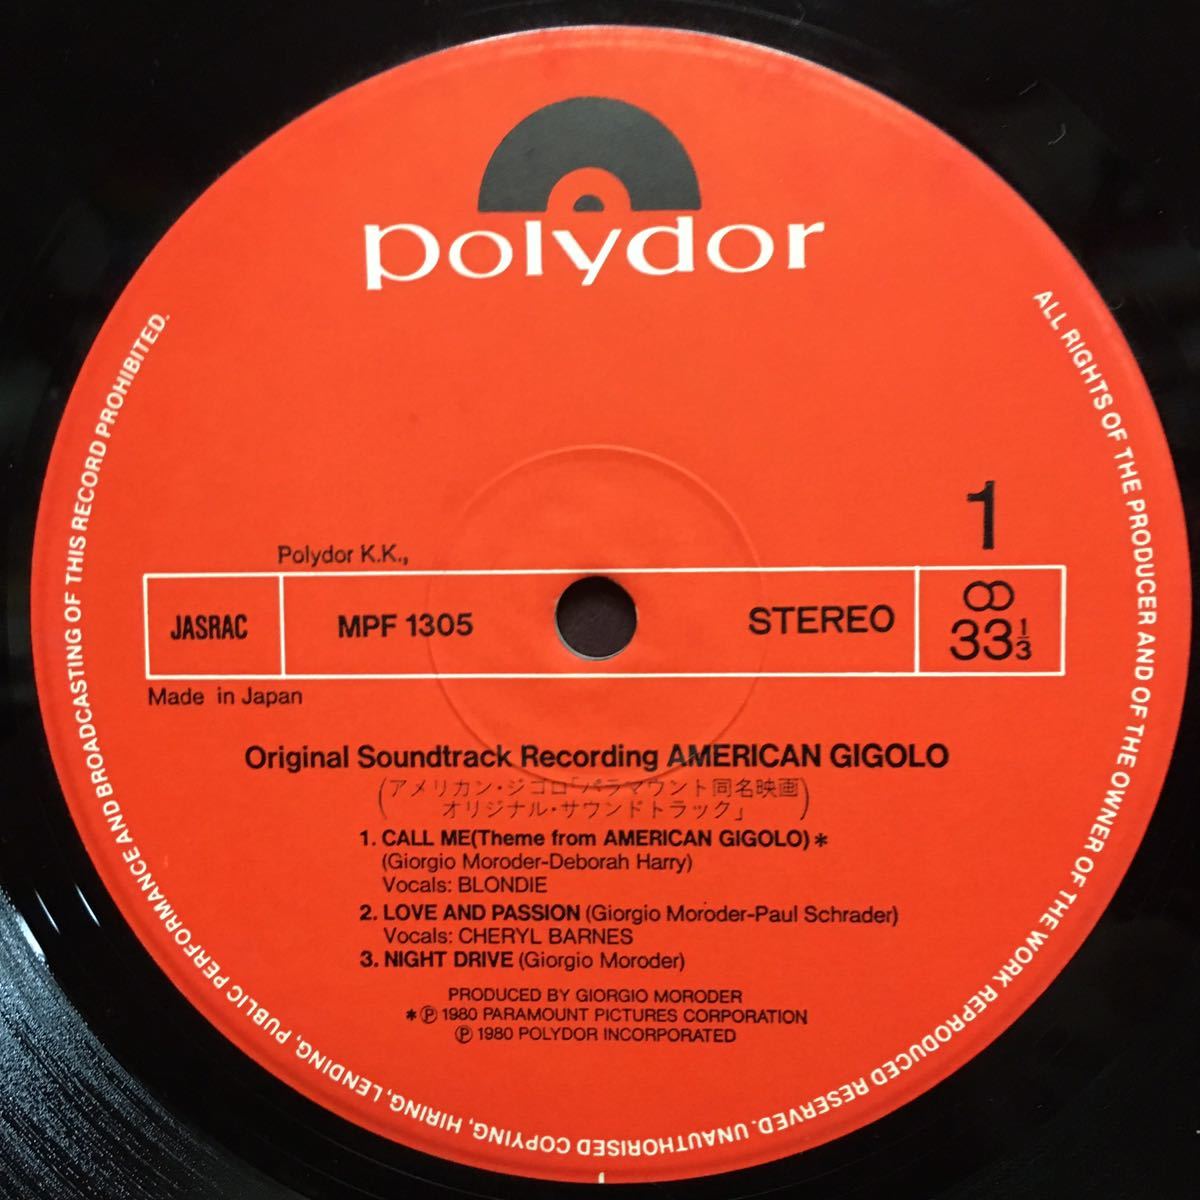 polydor
1
Polydor K.K.,
JASRAC
MPF 1305
STEREO
33 1/3
Made in Japan
Original Soundtrack Recording AMERICAN GIGOLO
(アメリカン・ジゴロ「パラマウント同名映画
オリジナル・サウンドトラック」)
1. CALL ME(Theme from AMERICAN GIGOLO)*
(Giorgio Moroder-Deborah Harry)
Vocals: BLONDIE
2. LOVE AND PASSION (Giorgio Moroder-Paul Schrader)
Vocals: CHERYL BARNES
3. NIGHT DRIVE (Giorgio Moroder)
PRODUCED BY GIORGIO MORODER
*℗ 1980 PARAMOUNT PICTURES CORPORATION
℗ 1980 POLYDOR INCORPORATED
ALL RIGHTS OF THE PRODUCER AND OF THE OWNER OF THE WORK REPRODUCED RESERVED. UNAUTHORISED COPYING, HIRING, LENDING, PUBLIC PERFORMANCE AND BROADCASTING OF THIS RECORD PROHIBITED.